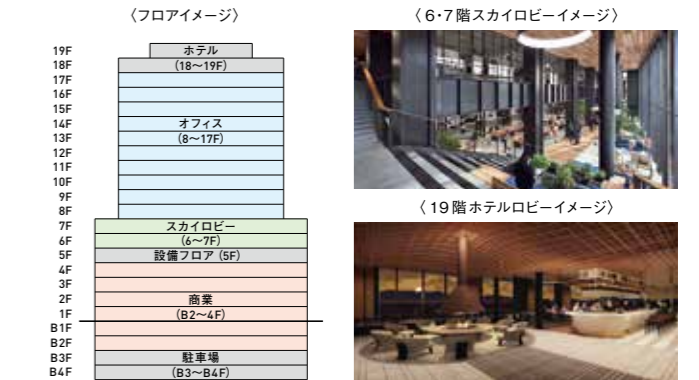 〈フロアイメージ〉
19F
18F
17F
16F
15F
14F
13F
12F
11F
10F
9F
8F
7F
6F
5F
4F
3F
2F
1F
B1F
B2F
B3F
B4F
ホテル
(18〜19F)
オフィス
(8〜17F)
スカイロビー
(6〜7F)
設備フロア (5F)
商業
(B2〜4F)
駐車場
(B3〜B4F)
〈6・7階スカイロビーイメージ〉
〈19階ホテルロビーイメージ〉